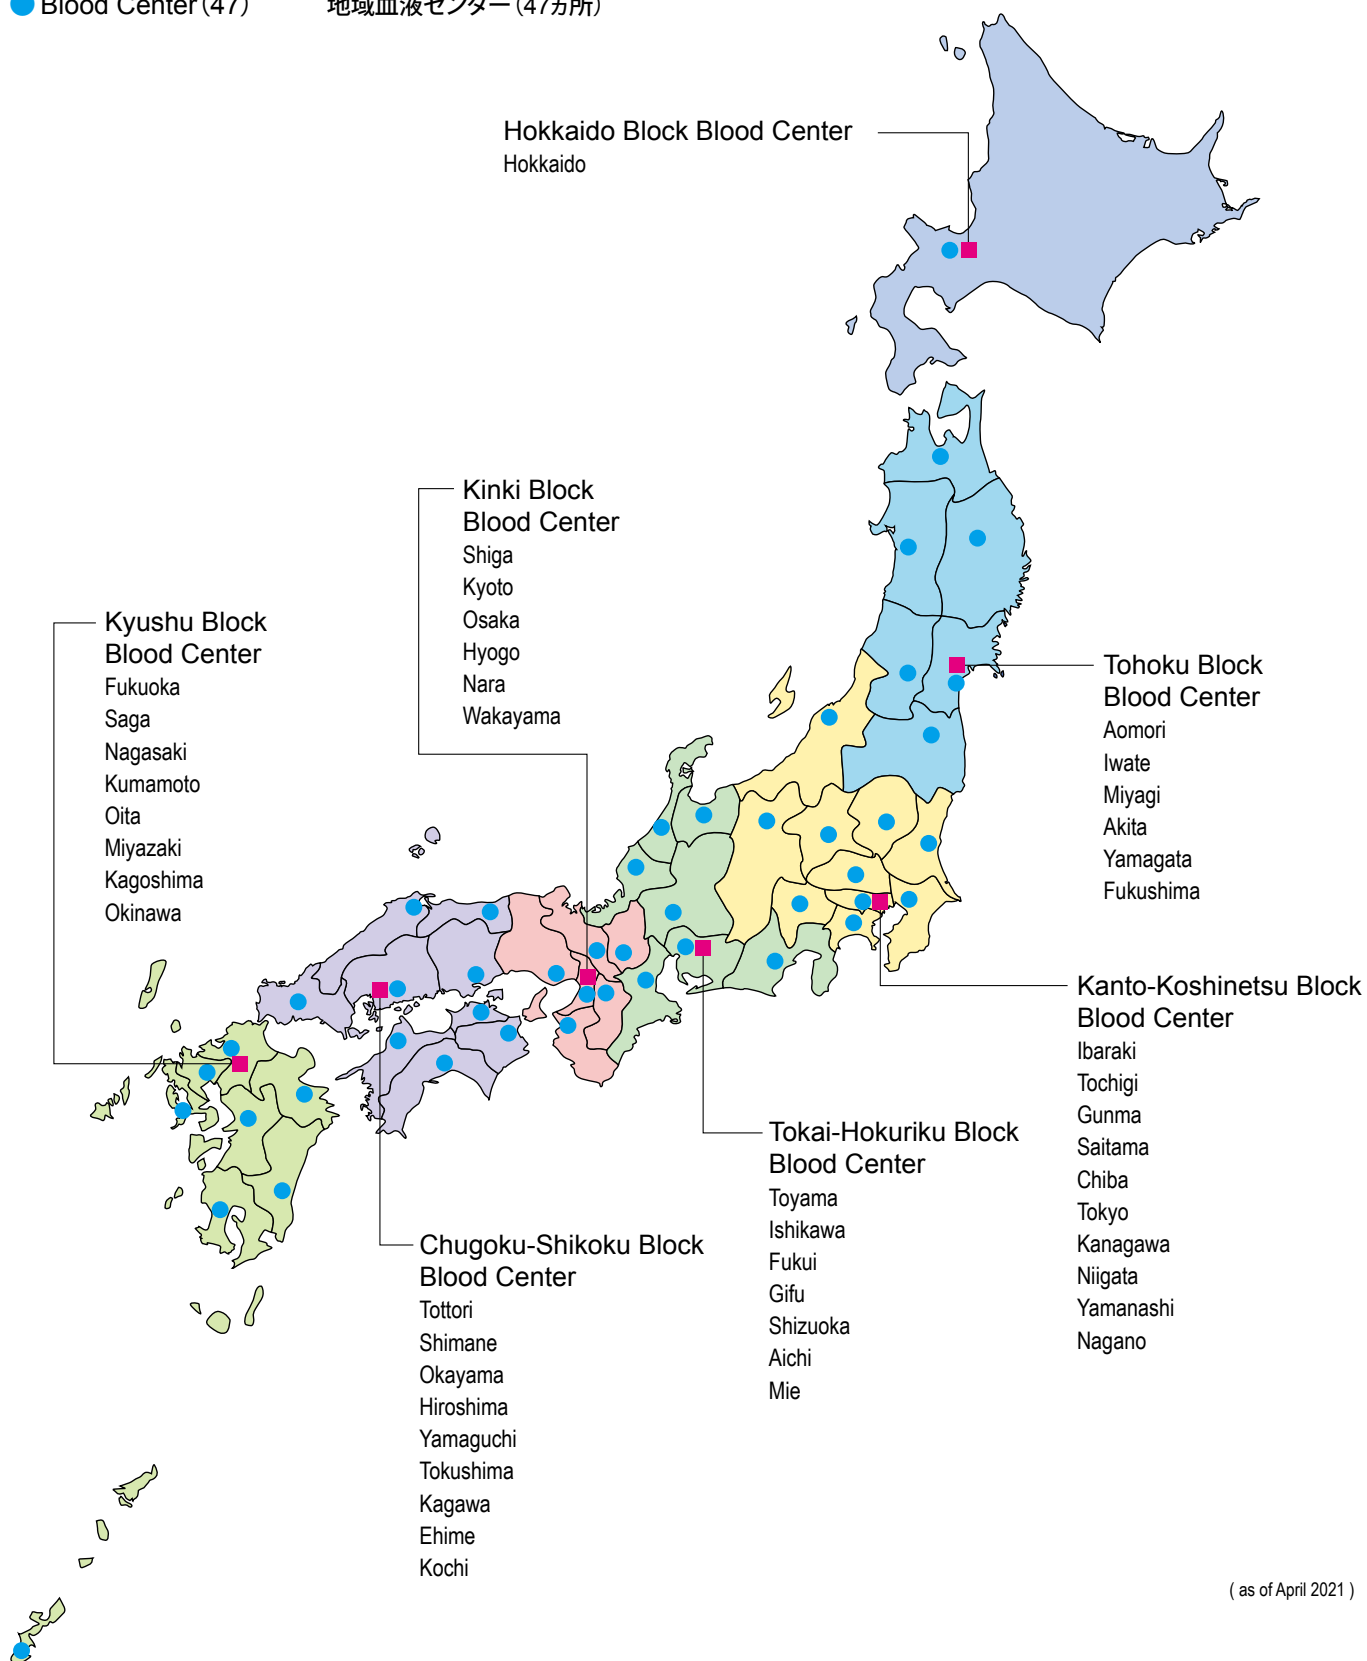 Blood Center (47) 地域血液センター (47ヵ所)
Hokkaido Block Blood Center
Hokkaido
Kinki Block
Blood Center
Shiga
Kyoto
Osaka
Hyogo
Nara
Wakayama
Kyushu Block
Blood Center
Fukuoka
Saga
Nagasaki
Kumamoto
Oita
Miyazaki
Kagoshima
Okinawa
Tohoku Block
Blood Center
Aomori
Iwate
Miyagi
Akita
Yamagata
Fukushima
Kanto-Koshinetsu Block
Blood Center
Ibaraki
Tochigi
Gunma
Saitama
Chiba
Tokyo
Kanagawa
Niigata
Yamanashi
Nagano
Tokai-Hokuriku Block
Blood Center
Toyama
Ishikawa
Fukui
Gifu
Shizuoka
Aichi
Mie
Chugoku-Shikoku Block
Blood Center
Tottori
Shimane
Okayama
Hiroshima
Yamaguchi
Tokushima
Kagawa
Ehime
Kochi
( as of April 2021 )